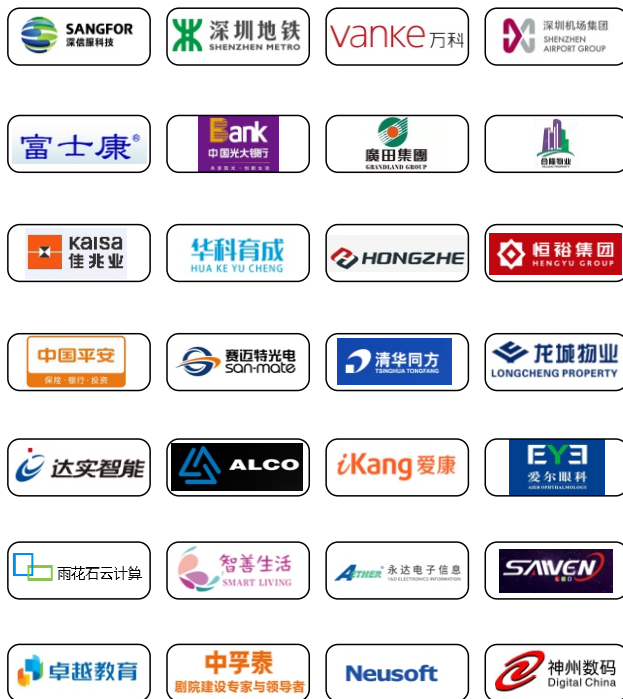 SANGFOR
深信服科技
深圳地铁
SHENZHEN METRO
vanke 万科
深圳机场集团
SHENZHEN
AIRPORT GROUP
富士康®
Bank
中国光大银行
廣田集團
GRANDLAND GROUP
合隆物业
Kaisa
佳兆业
华科育成
HUA KE YU CHENG
HONGZHE
恒裕集团
HENGYU GROUP
中国平安
保险·银行·投资
赛迈特光电
san-mate
清华同方
TSINGHUA TONGFANG
龙城物业
LONGCHENG PROPERTY
达实智能
ALCO
iKang 爱康
EYE
爱尔眼科
AIER OPHTHALMOLOGY
雨花石云计算
智善生活
SMART LIVING
AETHER
永达电子信息
Y&D ELECTRONICS INFORMATION
SAWEN
LED
卓越教育
中孚泰
剧院建设专家与领导者
Neusoft
神州数码
Digital China